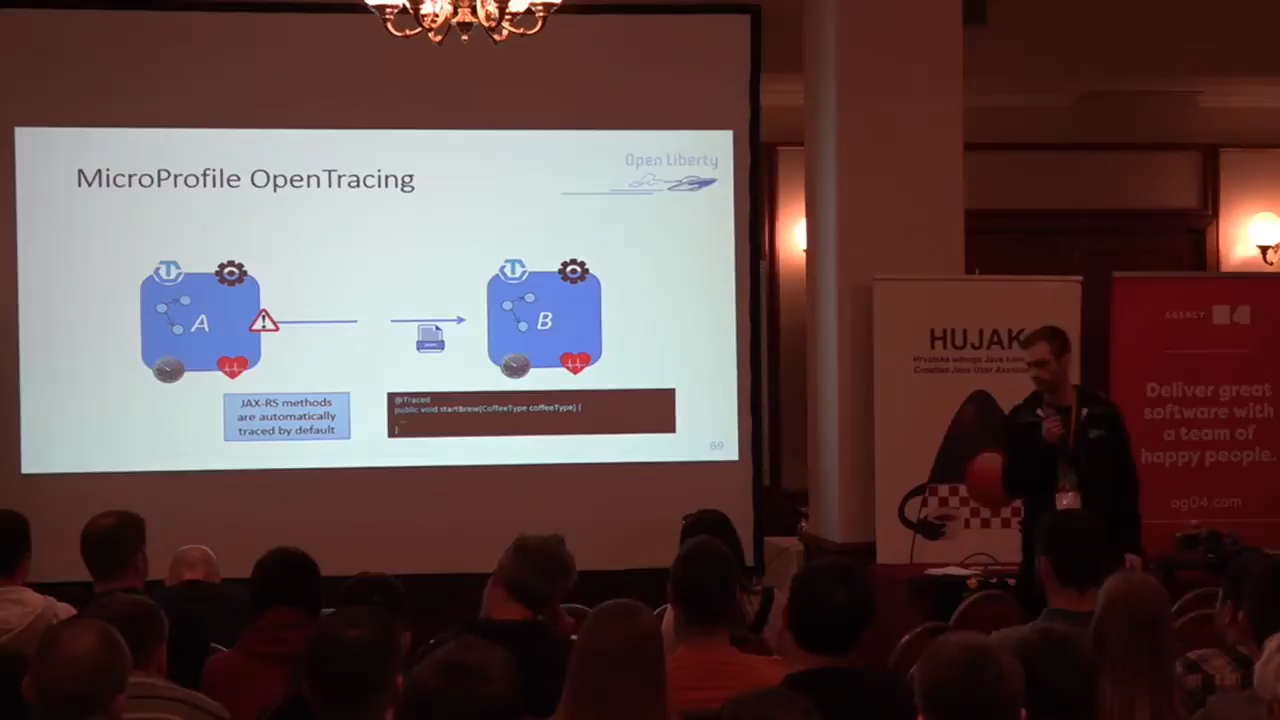 MicroProfile OpenTracing
Open Liberty
A
B
JAX-RS methods
are automatically
traced by default
@Traced
public void startBrew(CoffeeType coffeeType) {
...
}
69
HUJAK
Hrvatska udruga Java
Croatian Java User
AGENCY 04
Deliver great
software with
a team of
happy people.
ag04.com